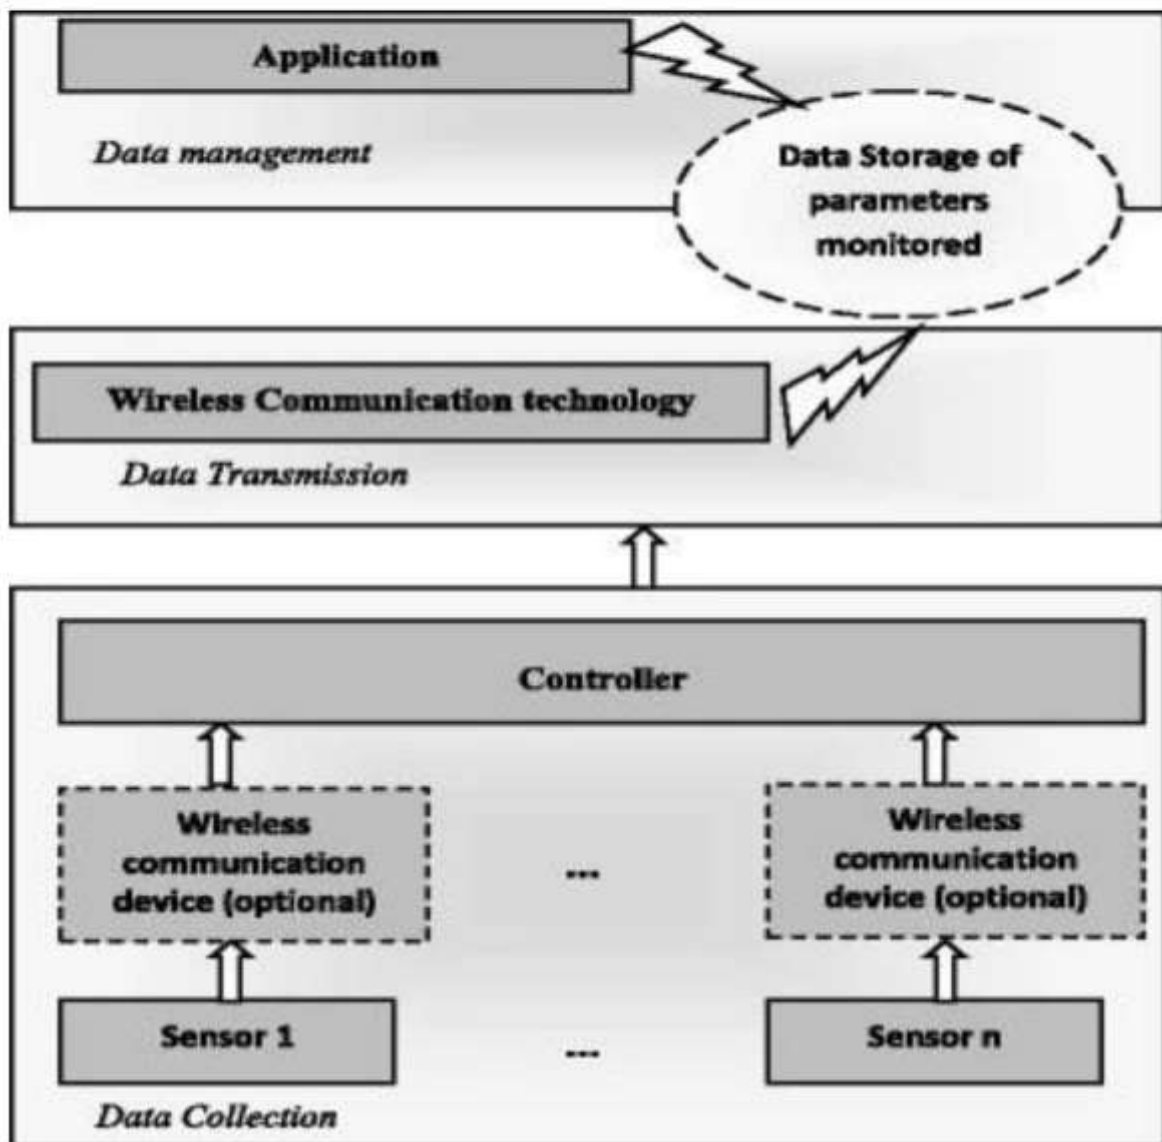 Application
Data management
Data Storage of
parameters
monitored
Wireless Communication technology
Data Transmission
Controller
Wireless
communication
device (optional)
...
Wireless
communication
device (optional)
Sensor 1
...
Sensor n
Data Collection